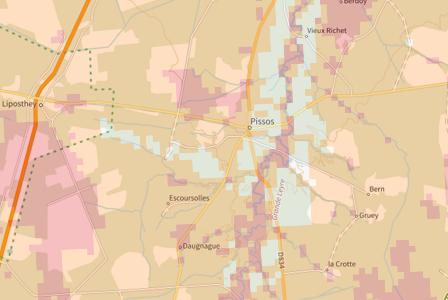 Berdoy
Vieux Richet
Liposthey
Pissos
Bern
Escoursolles
Grande Leyre
Gruey
Daugnague
D834
la Crotte